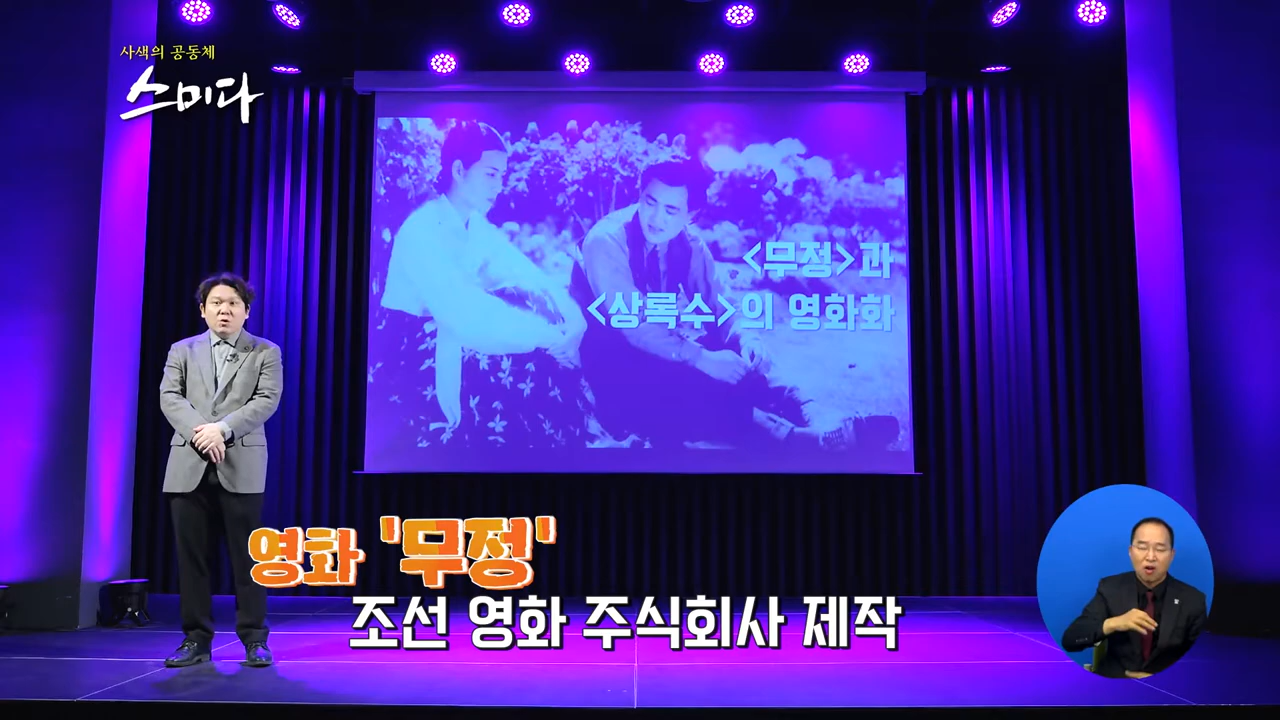 사색의 공동체
스미다
<무정>과
<상록수>의 영화화
영화 '무정'
조선 영화 주식회사 제작